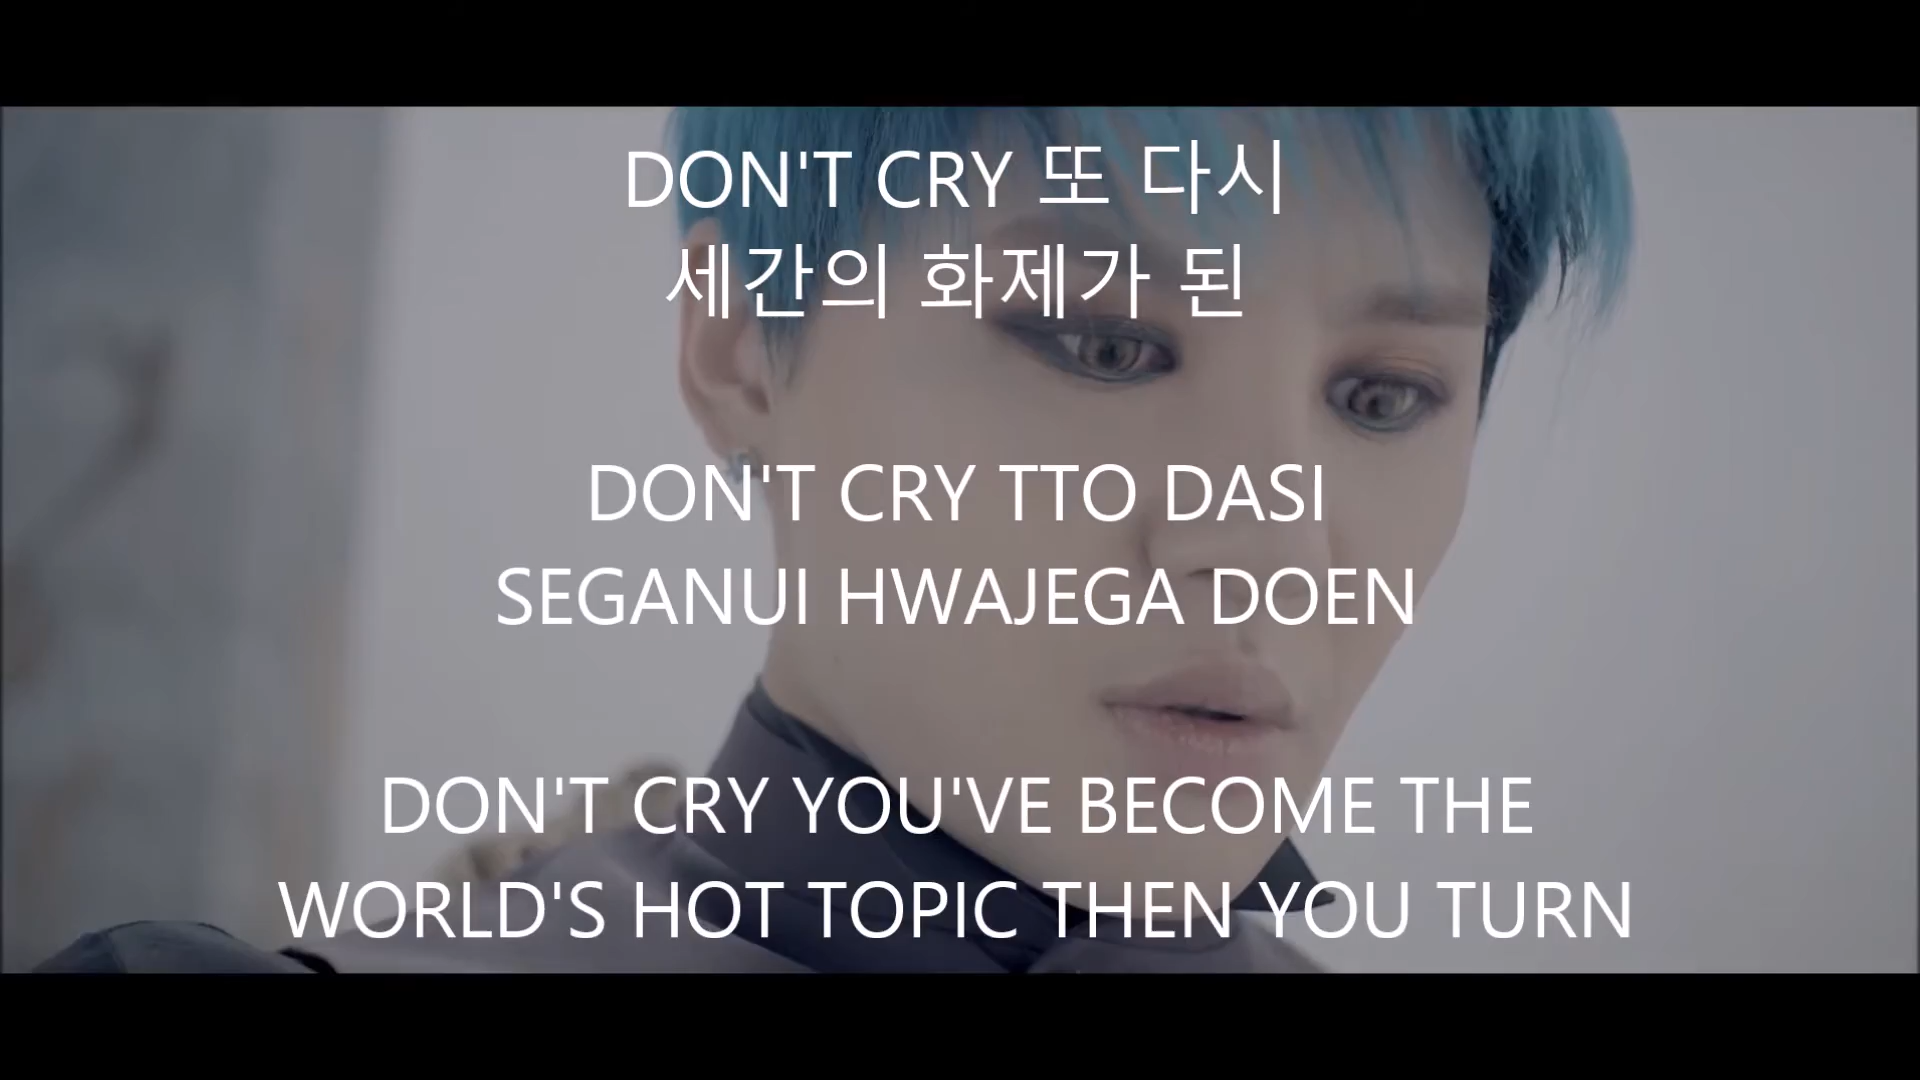 DON'T CRY 또 다시
세간의 화제가 된
DON'T CRY TTO DASI
SEGANUI HWAJEGA DOEN
DON'T CRY YOU'VE BECOME THE
WORLD'S HOT TOPIC THEN YOU TURN